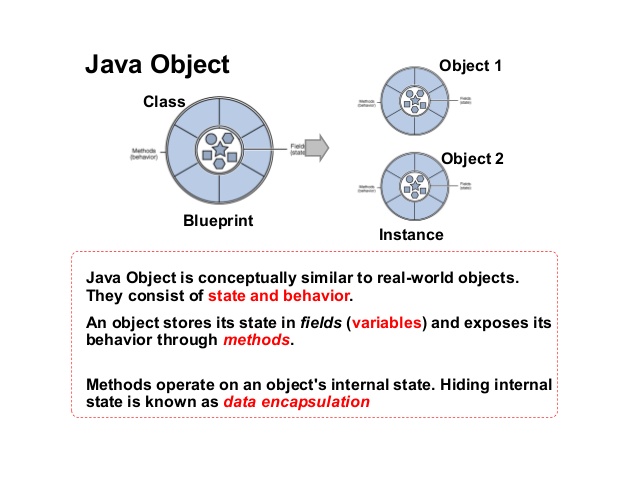 Java Object
Class
Methods
(behavior)
Fields
(state)
Blueprint
Object 1
Methods
(behavior)
Fields
(state)
Object 2
Methods
(behavior)
Fields
(state)
Instance
Java Object is conceptually similar to real-world objects.
They consist of state and behavior.
An object stores its state in fields (variables) and exposes its
behavior through methods.
Methods operate on an object's internal state. Hiding internal
state is known as data encapsulation